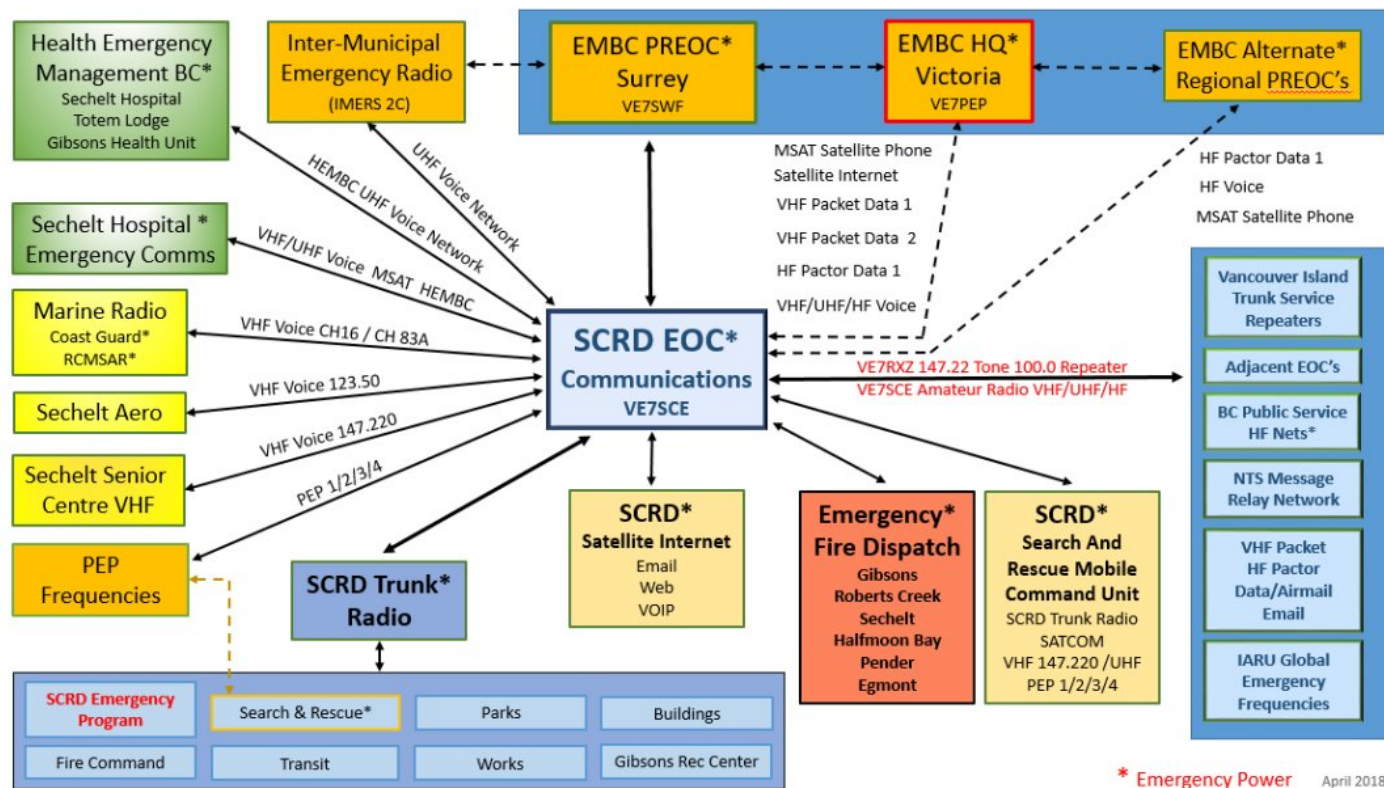 Health Emergency
Management BC*
Sechelt Hospital
Totem Lodge
Gibsons Health Unit
Inter-Municipal
Emergency Radio
(IMERS 2C)
EMBC PREOC*
Surrey
VE7SWF
EMBC HQ*
Victoria
VE7PEP
EMBC Alternate*
Regional PREOC's
UHF Voice Network
HEMBC UHF Voice Network
MSAT Satellite Phone
Satellite Internet
VHF Packet Data 1
VHF Packet Data 2
HF Pactor Data 1
VHF/UHF/HF Voice
HF Pactor Data 1
HF Voice
MSAT Satellite Phone
Sechelt Hospital *
Emergency Comms
VHF/UHF Voice MSAT HEMBC
Marine Radio
Coast Guard*
RCMSAR*
VHF Voice CH16 / CH 83A
Sechelt Aero
VHF Voice 123.50
Sechelt Senior
Centre VHF
VHF Voice 147.220
PEP
Frequencies
PEP 1/2/3/4
SCRD EOC*
Communications
VE7SCE
VE7RXZ 147.22 Tone 100.0 Repeater
VE7SCE Amateur Radio VHF/UHF/HF
Vancouver Island
Trunk Service
Repeaters
Adjacent EOC's
BC Public Service
HF Nets*
NTS Message
Relay Network
VHF Packet
HF Pactor
Data/Airmail
Email
IARU Global
Emergency
Frequencies
SCRD Trunk*
Radio
SCRD*
Satellite Internet
Email
Web
VOIP
Emergency*
Fire Dispatch
Gibsons
Roberts Creek
Sechelt
Halfmoon Bay
Pender
Egmont
SCRD*
Search And
Rescue Mobile
Command Unit
SCRD Trunk Radio
SATCOM
VHF 147.220 /UHF
PEP 1/2/3/4
SCRD Emergency
Program
Search & Rescue*
Parks
Buildings
Fire Command
Transit
Works
Gibsons Rec Center
* Emergency Power
April 2018